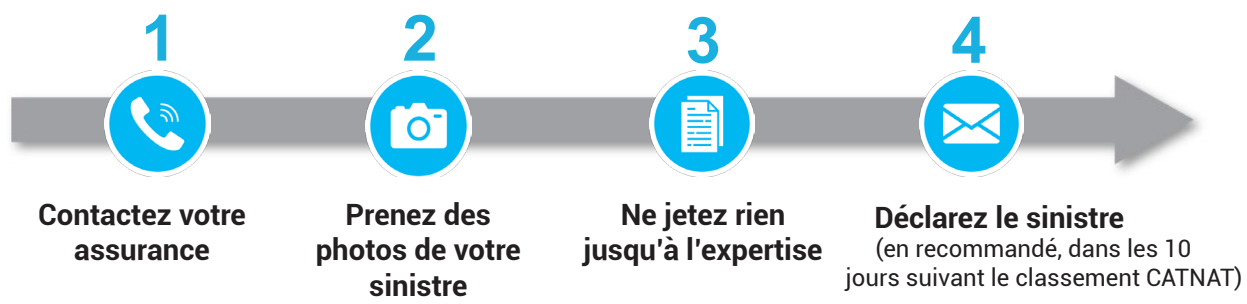 1
2
3
4
Contactez votre
assurance
Prenez des
photos de votre
sinistre
Ne jetez rien
jusqu'à l'expertise
Déclarez le sinistre
(en recommandé, dans les 10
jours suivant le classement CATNAT)